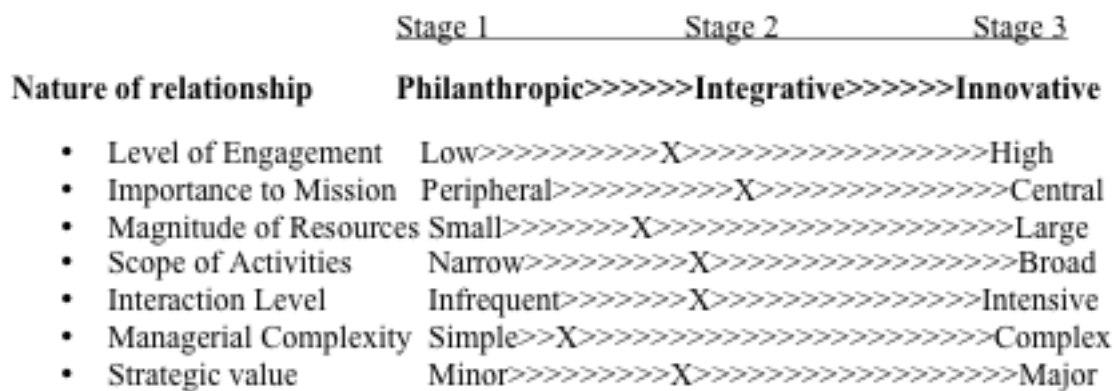 Stage 1 Stage 2 Stage 3
Nature of relationship Philanthropic>>>>>>Integrative>>>>>>Innovative
• Level of Engagement Low>>>>>>>>>>X>>>>>>>>>>>>>>>>>High
• Importance to Mission Peripheral>>>>>>>>>>X>>>>>>>>>>>>>>Central
• Magnitude of Resources Small>>>>>>>X>>>>>>>>>>>>>>>>>>>>Large
• Scope of Activities Narrow>>>>>>>>>X>>>>>>>>>>>>>>>>>Broad
• Interaction Level Infrequent>>>>>>>X>>>>>>>>>>>>>>>Intensive
• Managerial Complexity Simple>>X>>>>>>>>>>>>>>>>>>>>>>>Complex
• Strategic value Minor>>>>>>>>>X>>>>>>>>>>>>>>>>>>Major